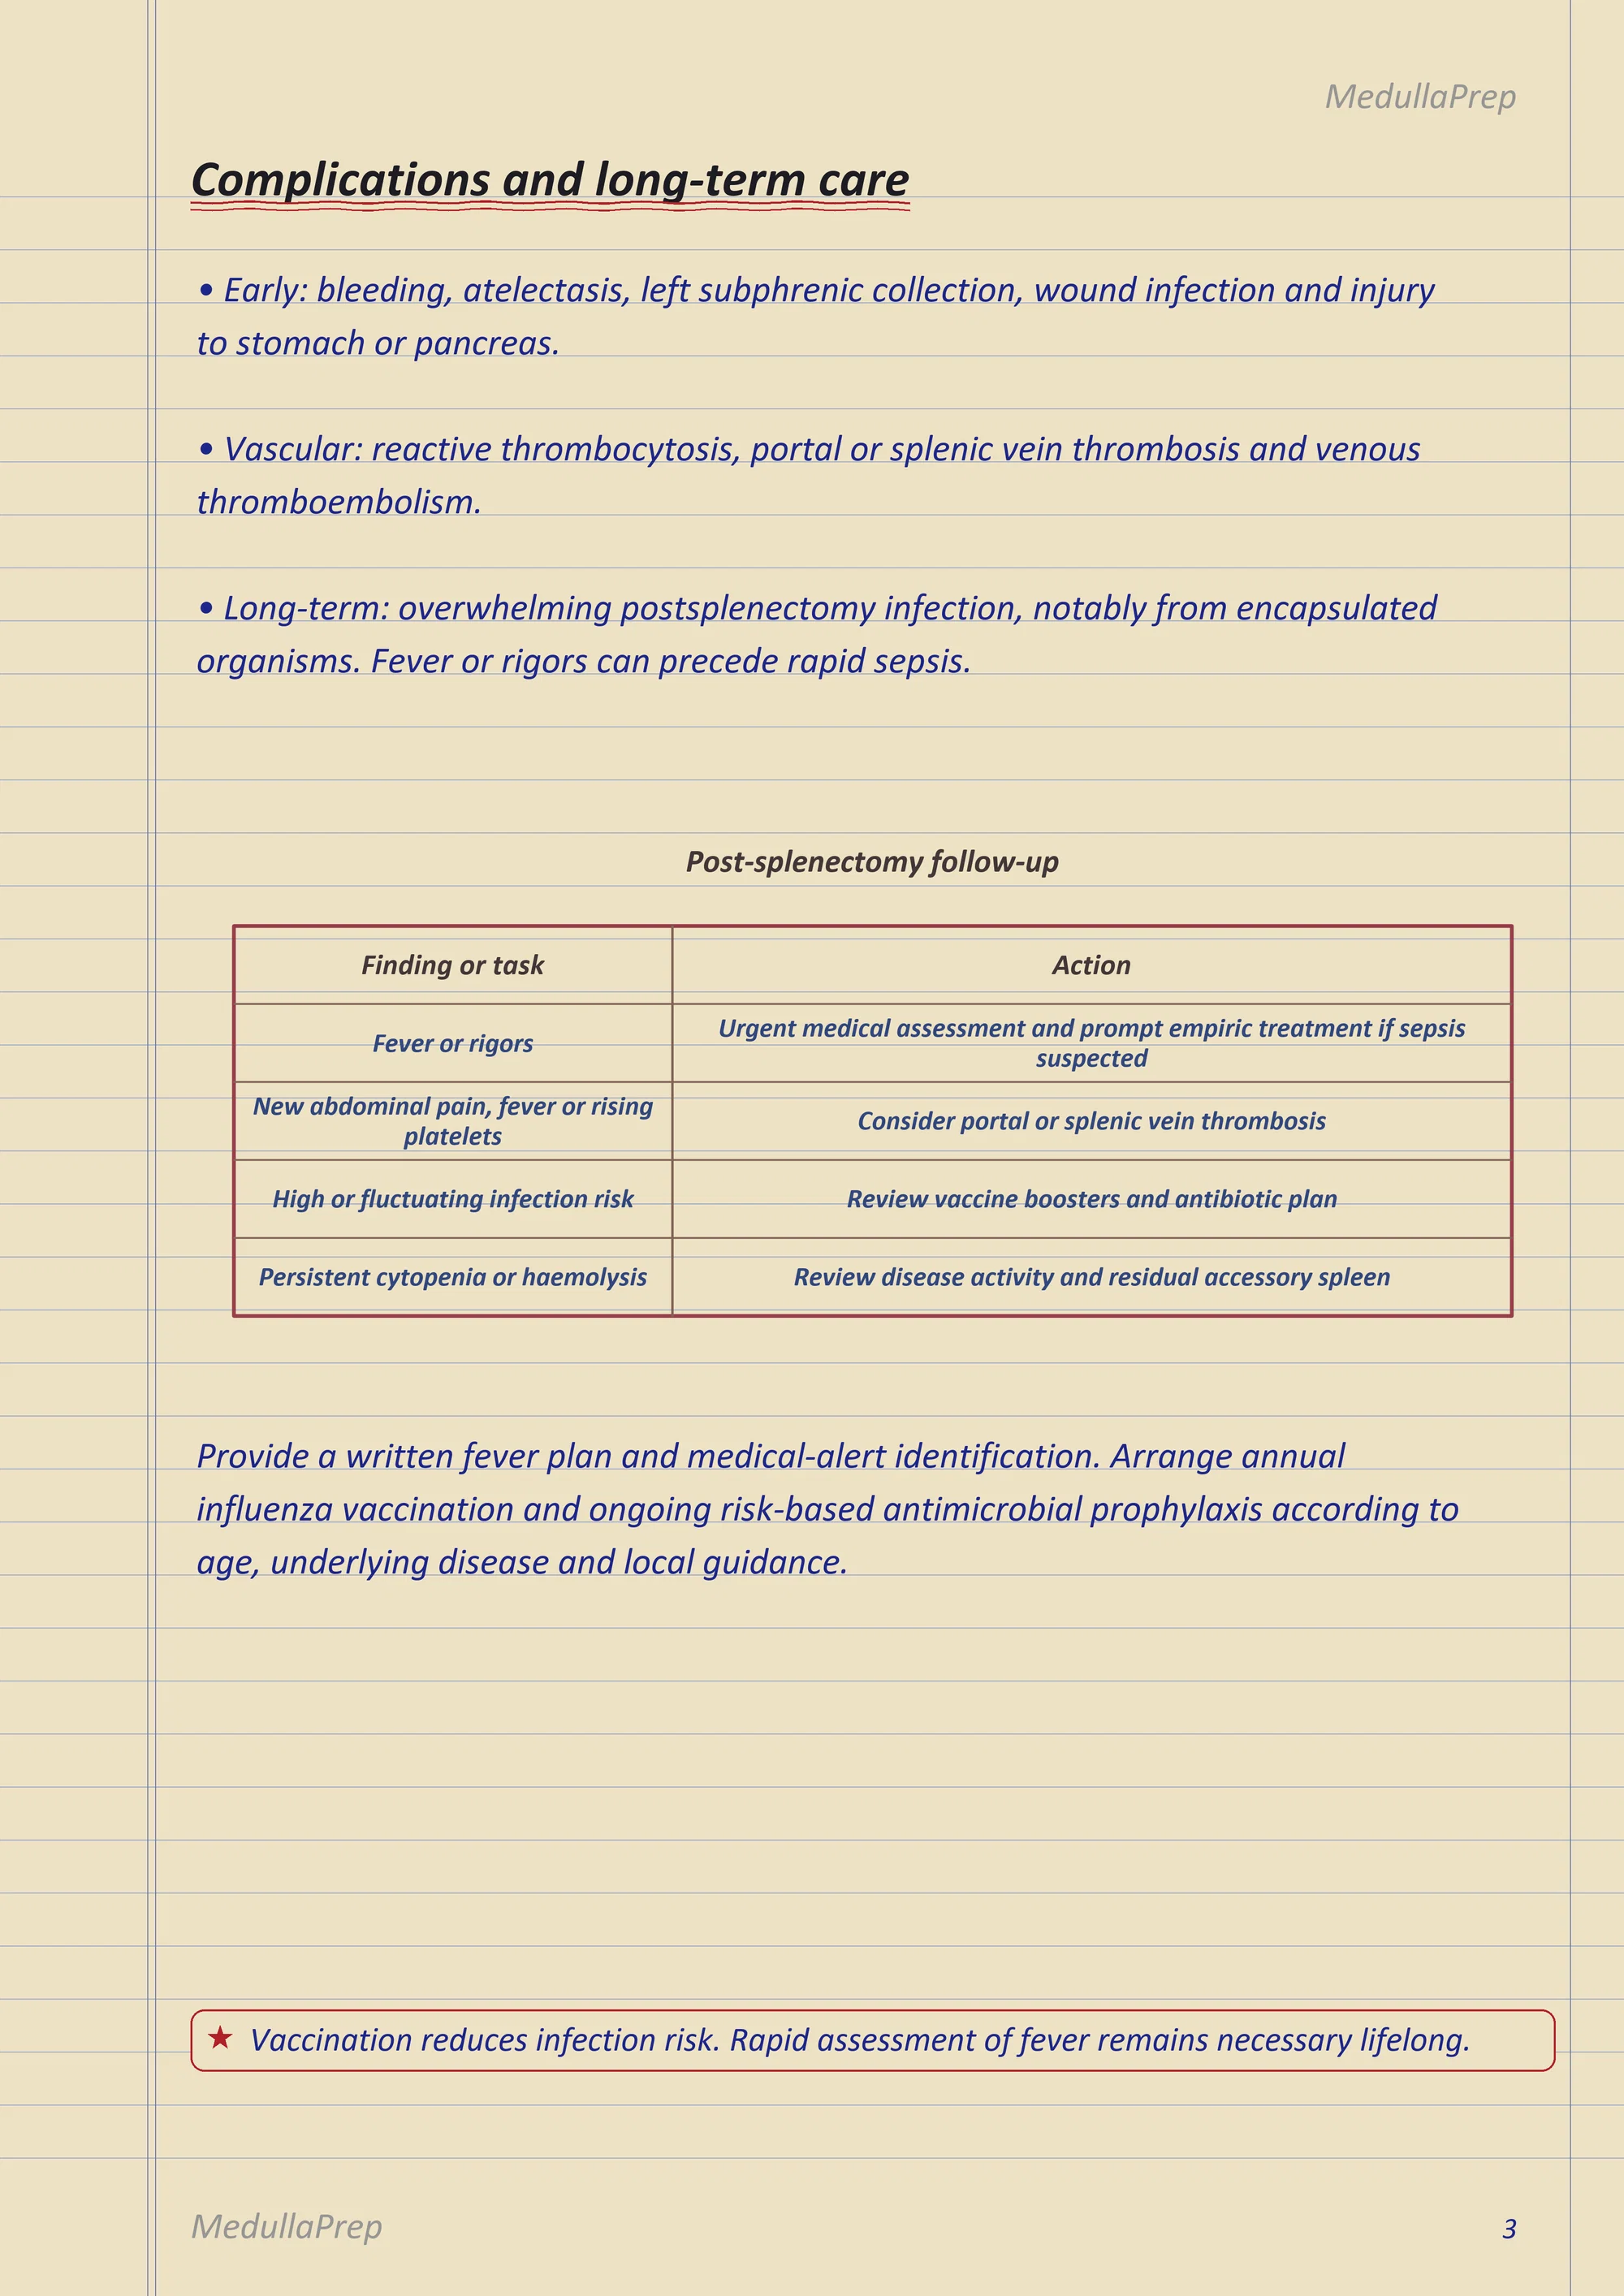 MedullaPrep
Complications and long-term care
• Early: bleeding, atelectasis, left subphrenic collection, wound infection and injury
to stomach or pancreas.
• Vascular: reactive thrombocytosis, portal or splenic vein thrombosis and venous
thromboembolism.
• Long-term: overwhelming postsplenectomy infection, notably from encapsulated
organisms. Fever or rigors can precede rapid sepsis.
Post-splenectomy follow-up
Finding or task
Action
Fever or rigors
Urgent medical assessment and prompt empiric treatment if sepsis
suspected
New abdominal pain, fever or rising
platelets
Consider portal or splenic vein thrombosis
High or fluctuating infection risk
Review vaccine boosters and antibiotic plan
Persistent cytopenia or haemolysis
Review disease activity and residual accessory spleen
Provide a written fever plan and medical-alert identification. Arrange annual
influenza vaccination and ongoing risk-based antimicrobial prophylaxis according to
age, underlying disease and local guidance.
★ Vaccination reduces infection risk. Rapid assessment of fever remains necessary lifelong.
MedullaPrep
3